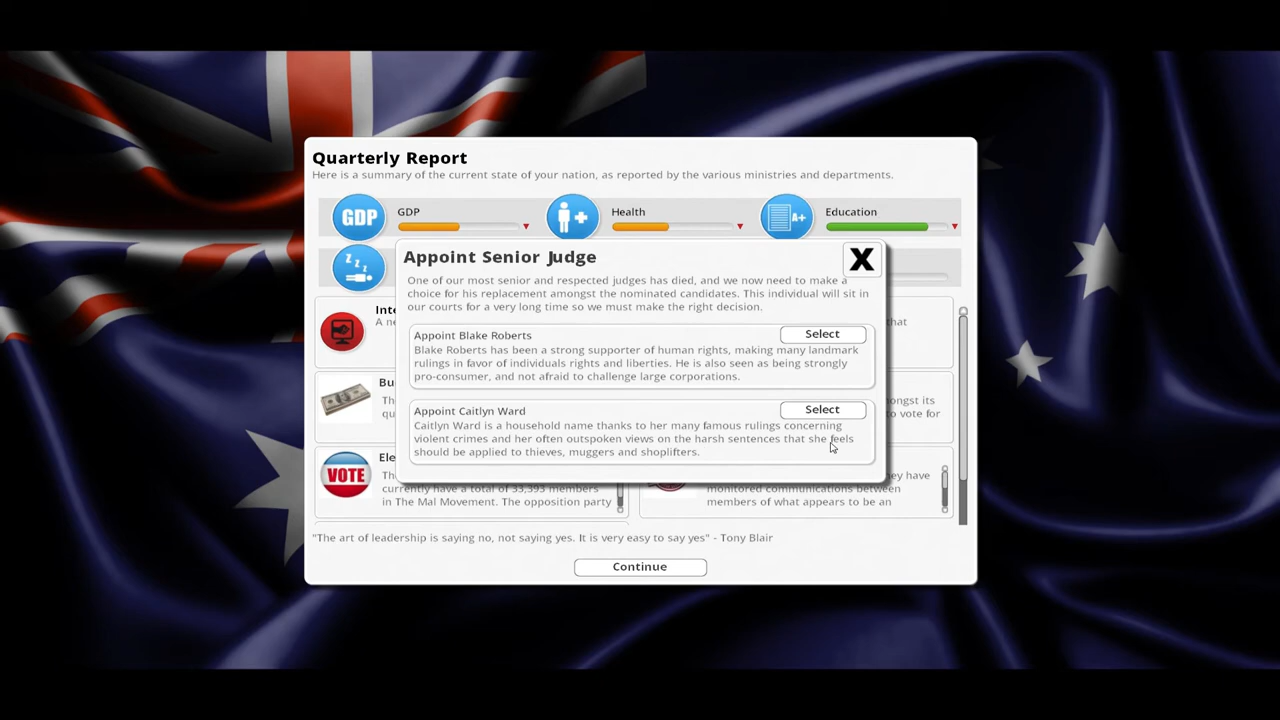 Quarterly Report
Here is a summary of the current state of your nation, as reported by the various ministries and departments.
GDP
GDP
Health
A+
Education
Z Z Z
Appoint Senior Judge
X
One of our most senior and respected judges has died, and we now need to make a
choice for his replacement amongst the nominated candidates. This individual will sit in
our courts for a very long time so we must make the right decision.
Appoint Blake Roberts
Select
Blake Roberts has been a strong supporter of human rights, making many landmark
rulings in favor of individuals rights and liberties. He is also seen as being strongly
pro-consumer, and not afraid to challenge large corporations.
Appoint Caitlyn Ward
Select
Caitlyn Ward is a household name thanks to her many famous rulings concerning
violent crimes and her often outspoken views on the harsh sentences that she feels
should be applied to thieves, muggers and shoplifters.
Inte
A ne
that
Bu
Th
qu
ongst its
to vote for
VOTE
Ele
The
currently have a total of 33,393 members
in The Mal Movement. The opposition party
ey have
monitored communications between
members of what appears to be an
"The art of leadership is saying no, not saying yes. It is very easy to say yes" - Tony Blair
Continue